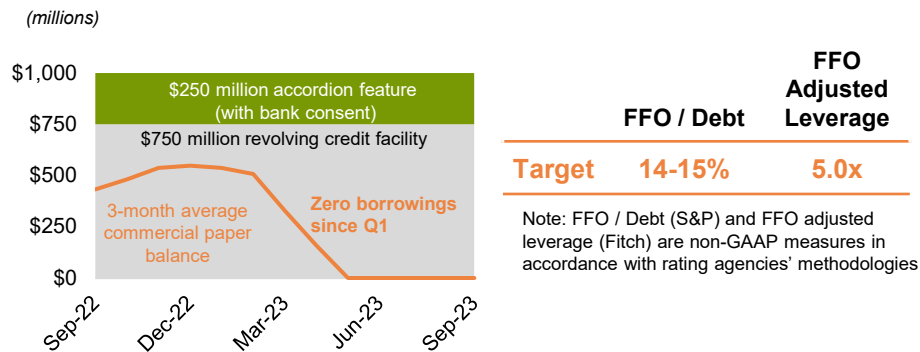 (millions)
$1,000
$750
$500
$250
$0
$250 million accordion feature
(with bank consent)
$750 million revolving credit facility
3-month average
commercial paper
balance
Zero borrowings
since Q1
Sep-22
Dec-22
Mar-23
Jun-23
Sep-23
FFO / Debt
FFO
Adjusted
Leverage
Target 14-15% 5.0x
Note: FFO / Debt (S&P) and FFO adjusted
leverage (Fitch) are non-GAAP measures in
accordance with rating agencies’ methodologies